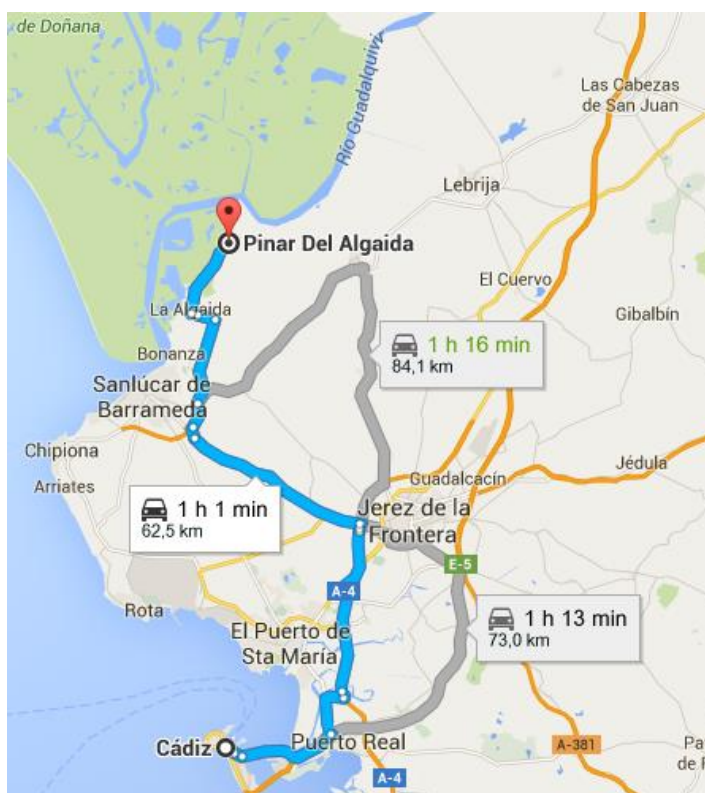 de Doñana
Río Guadalquivi
Las Cabezas
de San Juan
Lebrija
Pinar Del Algaida
El Cuervo
La Algaida
Gibalbín
1 h 16 min
84,1 km
Bonanza
Sanlúcar de
Barrameda
Chipiona
Guadalcacín
Jédula
Arriates
1 h 1 min
62,5 km
Jerez de la
Frontera
E-5
A-4
Rota
El Puerto de
Sta María
1 h 13 min
73,0 km
Cádiz
Puerto Real
A-381
Pat
A-4